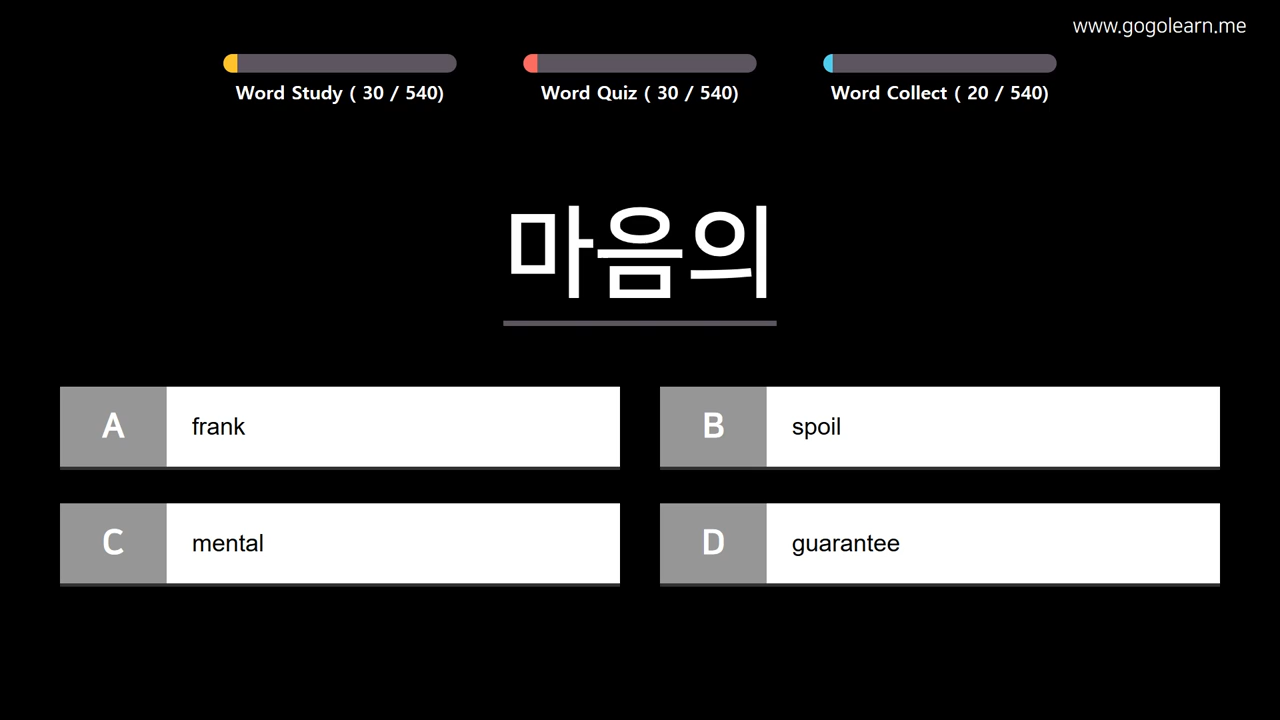 www.gogolearn.me
Word Study ( 30 / 540)
Word Quiz ( 30 / 540)
Word Collect ( 20 / 540)
마음의
A frank
B spoil
C mental
D guarantee